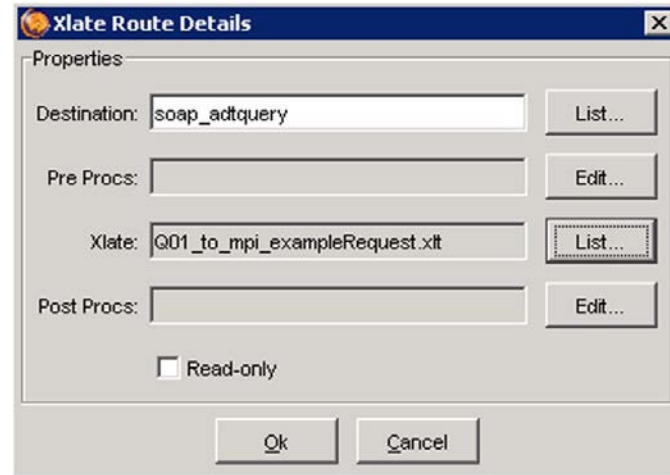 Xlate Route Details
Properties
Destination: soap_adtquery List...
Pre Procs: Edit...
Xlate: Q01_to_mpi_exampleRequest.xlt List...
Post Procs: Edit...
Read-only
Ok Cancel